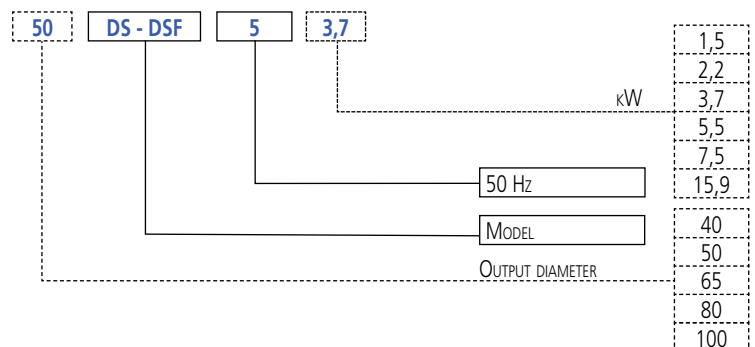 50 DS - DSF 5 3,7
1,5
2,2
kW 3,7
5,5
7,5
50 Hz 15,9
Model 40
50
Output diameter 65
80
100